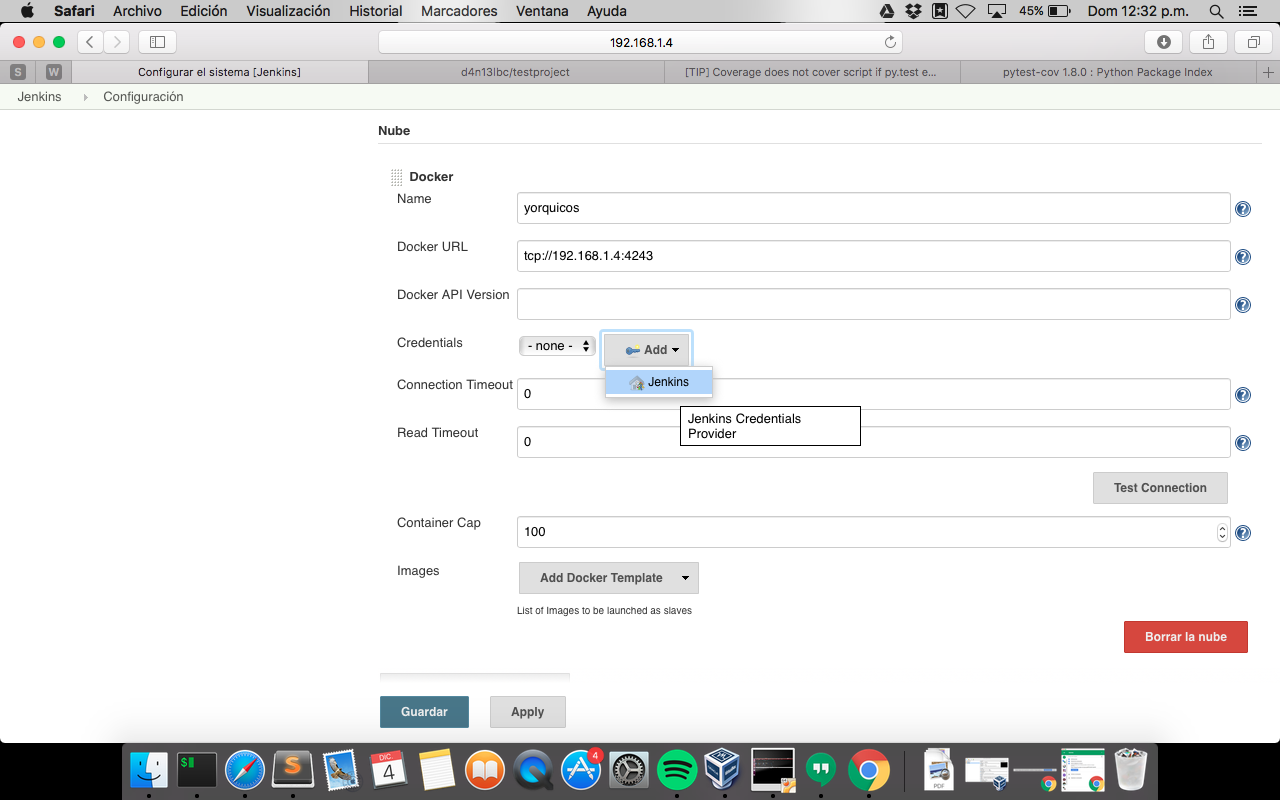 Safari Archivo Edición Visualización Historial Marcadores Ventana Ayuda 45% Dom 12:32 p.m.
192.168.1.4
S W Configurar el sistema [Jenkins] d4n13lbc/testproject [TIP] Coverage does not cover script if py.test e... pytest-cov 1.8.0 : Python Package Index
Jenkins Configuración
Nube
Docker
Name yorquicos
Docker URL tcp://192.168.1.4:4243
Docker API Version
Credentials - none - Add
Jenkins
Connection Timeout 0
Jenkins Credentials
Provider
Read Timeout 0
Test Connection
Container Cap 100
Images Add Docker Template
List of Images to be launched as slaves
Borrar la nube
Guardar Apply
$ S DIC. 4 4 PDF